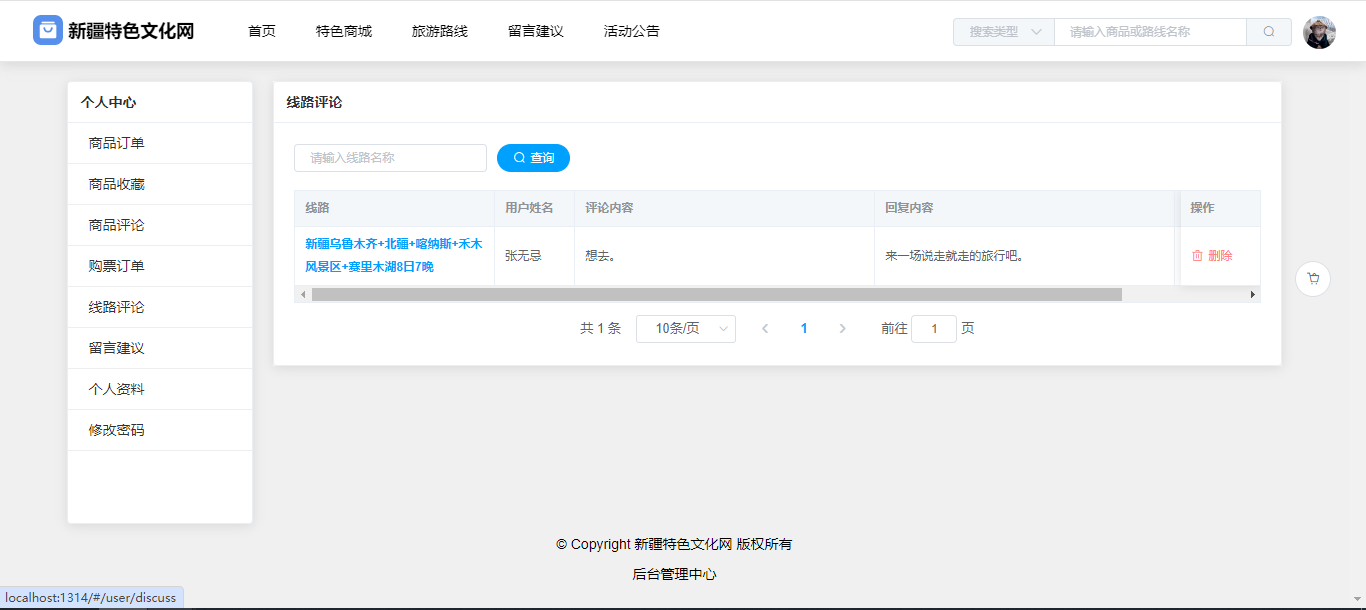 新疆特色文化网
首页
特色商城
旅游路线
留言建议
活动公告
搜索类型
请输入商品或路线名称
个人中心
商品订单
商品收藏
商品评论
购票订单
线路评论
留言建议
个人资料
修改密码
线路评论
请输入线路名称
查询
线路
用户姓名
评论内容
回复内容
操作
新疆乌鲁木齐+北疆+喀纳斯+禾木
风景区+赛里木湖8日7晚
张无忌
想去。
来一场说走就走的旅行吧。
删除
共 1 条
10条/页
1
前往 1 页
© Copyright 新疆特色文化网 版权所有
后台管理中心
localhost:1314/#/user/discuss